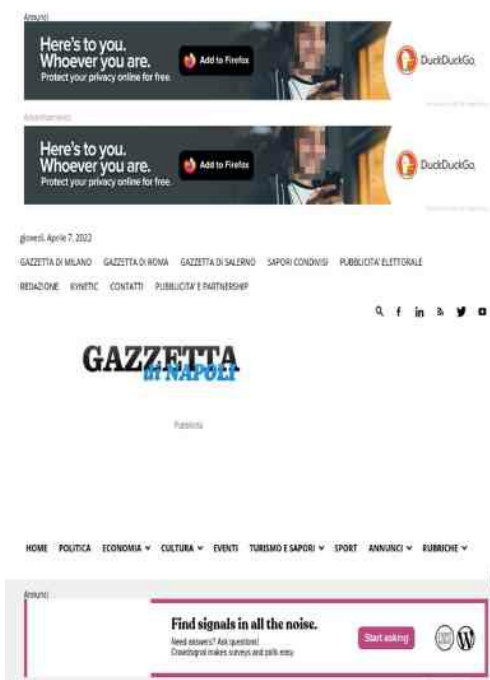 Annunci
Here's to you.
Whoever you are.
Protect your privacy online for free.
Add to Firefox
DuckDuckGo
Here's to you.
Whoever you are.
Protect your privacy online for free.
Add to Firefox
DuckDuckGo
giovedì, Aprile 7, 2022
GAZZETTA DI MILANO GAZZETTA DI ROMA GAZZETTA DI SALERNO SAPORI CONDIVISI PUBBLICITA' ELETTORALE
REDAZIONE KYNETIC CONTATTI PUBBLICITA' E PARTNERSHIP
GAZZETTA
di NAPOLI
Pubblicità
HOME POLITICA ECONOMIA CULTURA EVENTI TURISMO E SAPORI SPORT ANNUNCI RUBRICHE
Annunci
Find signals in all the noise.
Need answers? Ask questions!
Crowdsignal makes surveys and polls easy.
Start asking